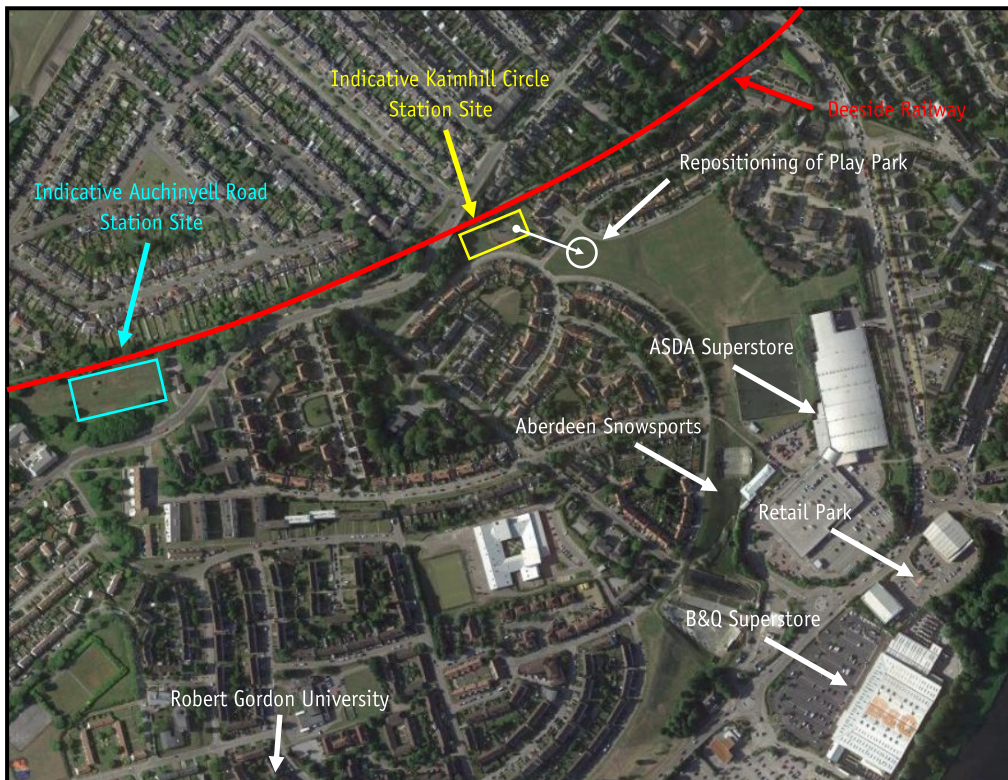 Indicative Kaimhill Circle
Station Site
Deeside Railway
Repositioning of Play Park
Indicative Auchinyell Road
Station Site
ASDA Superstore
Aberdeen Snowsports
Retail Park
B&Q Superstore
Robert Gordon University
B&Q